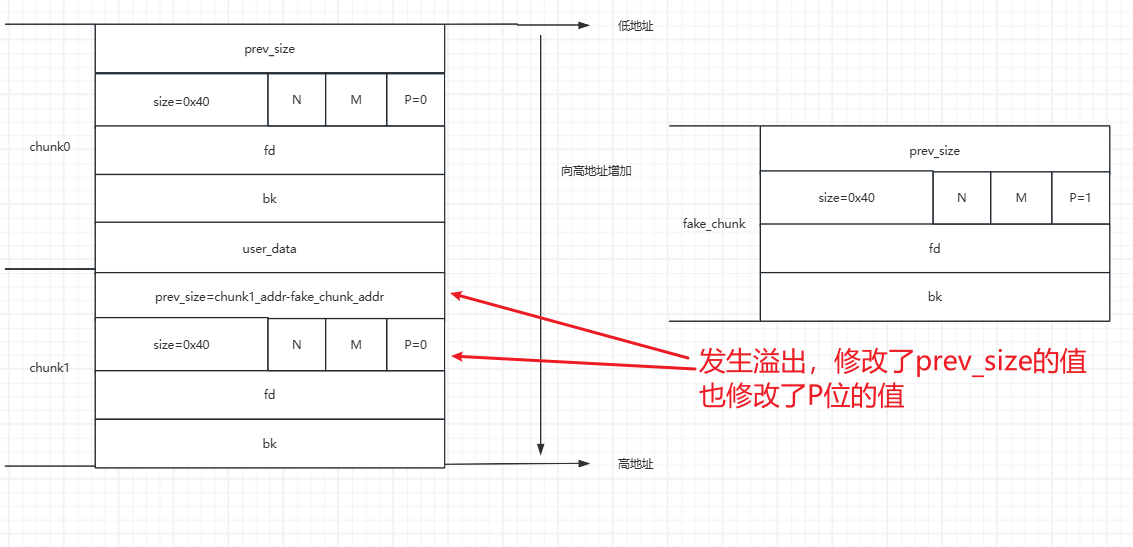 低地址
prev_size
size=0x40 N M P=0
chunk0
fd
bk
user_data
向高地址增加
prev_size=chunk1_addr-fake_chunk_addr
size=0x40 N M P=0
chunk1
fd
bk
高地址
prev_size
size=0x40 N M P=1
fake_chunk
fd
bk
发生溢出，修改了prev_size的值
也修改了P位的值